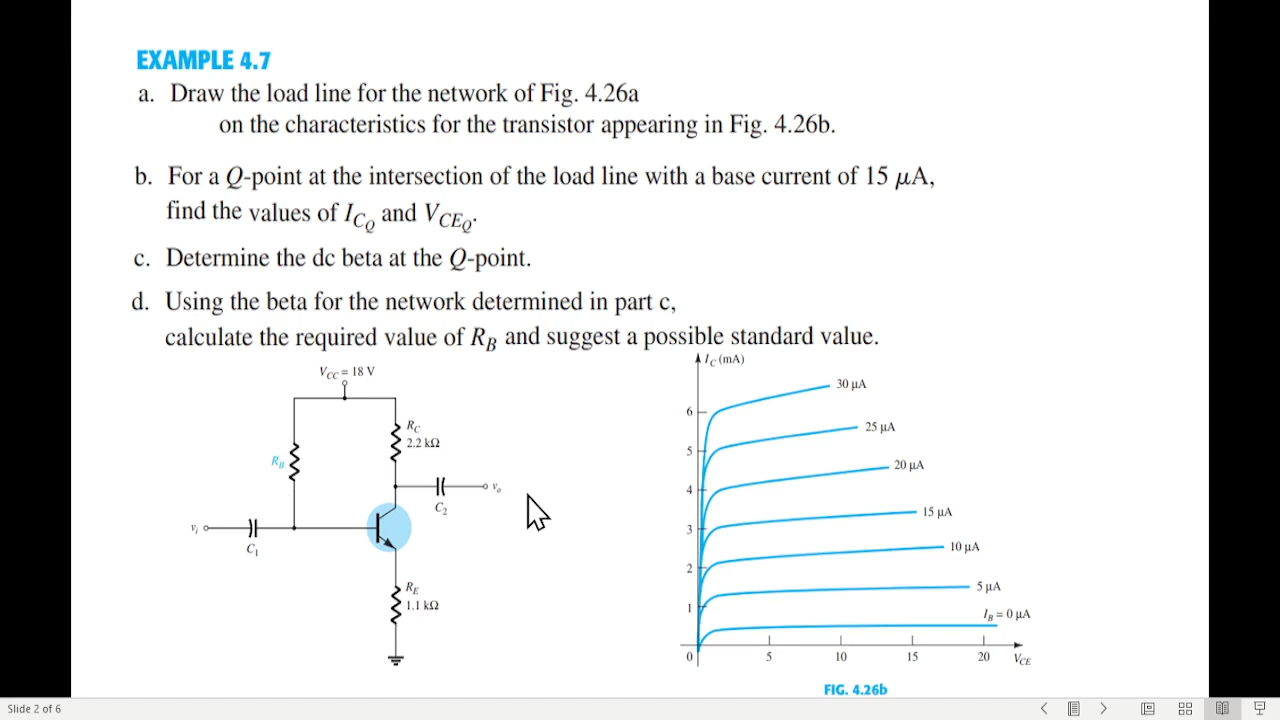 EXAMPLE 4.7
a. Draw the load line for the network of Fig. 4.26a
on the characteristics for the transistor appearing in Fig. 4.26b.
b. For a Q-point at the intersection of the load line with a base current of 15 μA,
find the values of I_CQ and V_CEQ.
c. Determine the dc beta at the Q-point.
d. Using the beta for the network determined in part c,
calculate the required value of R_B and suggest a possible standard value.
V_CC = 18 V
R_C
2.2 kΩ
R_B
v_o
C_2
v_i
C_1
R_E
1.1 kΩ
I_C (mA)
30 μA
6
25 μA
5
20 μA
4
15 μA
3
10 μA
2
5 μA
1
I_B = 0 μA
0 5 10 15 20 V_CE
FIG. 4.26b
Slide 2 of 6